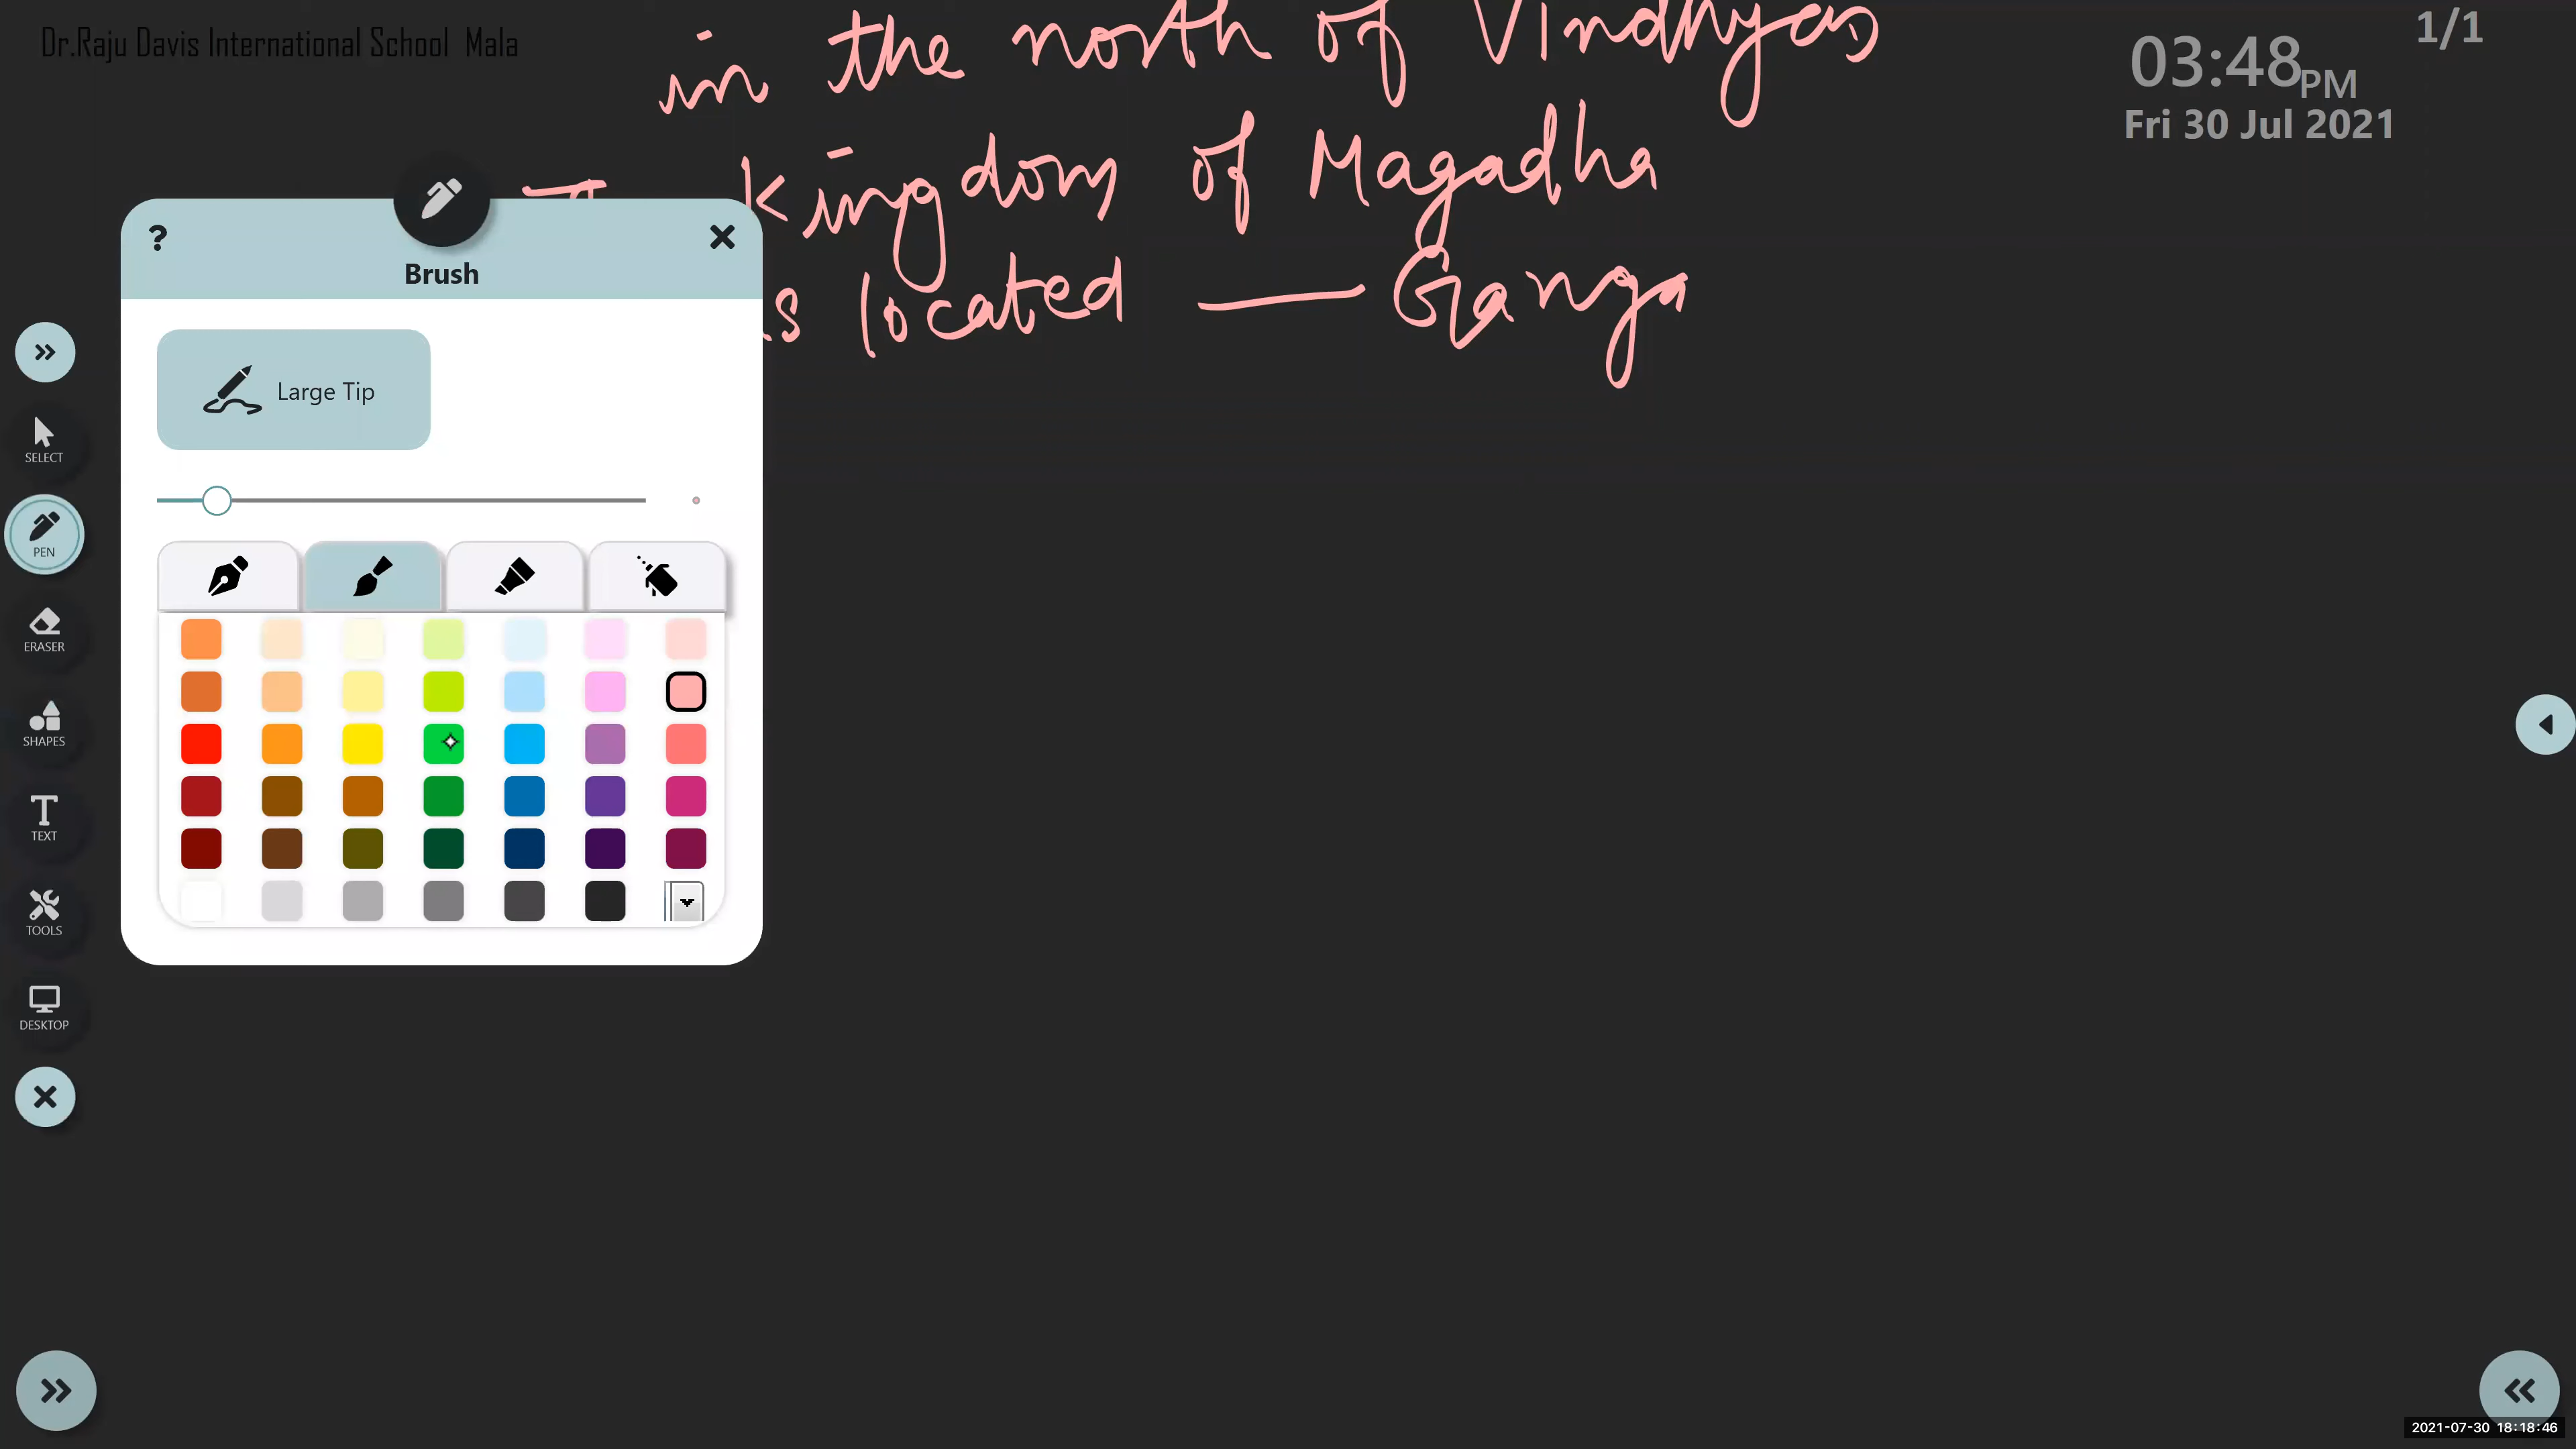 Dr.Raju Davis International School Mala
in the north of Vindhyas
1/1
03:48 PM
Fri 30 Jul 2021
kingdom of Magadha
located — Ganga
?
Brush
Large Tip
SELECT
PEN
ERASER
SHAPES
T
TEXT
TOOLS
DESKTOP
2021-07-30 18:18:46